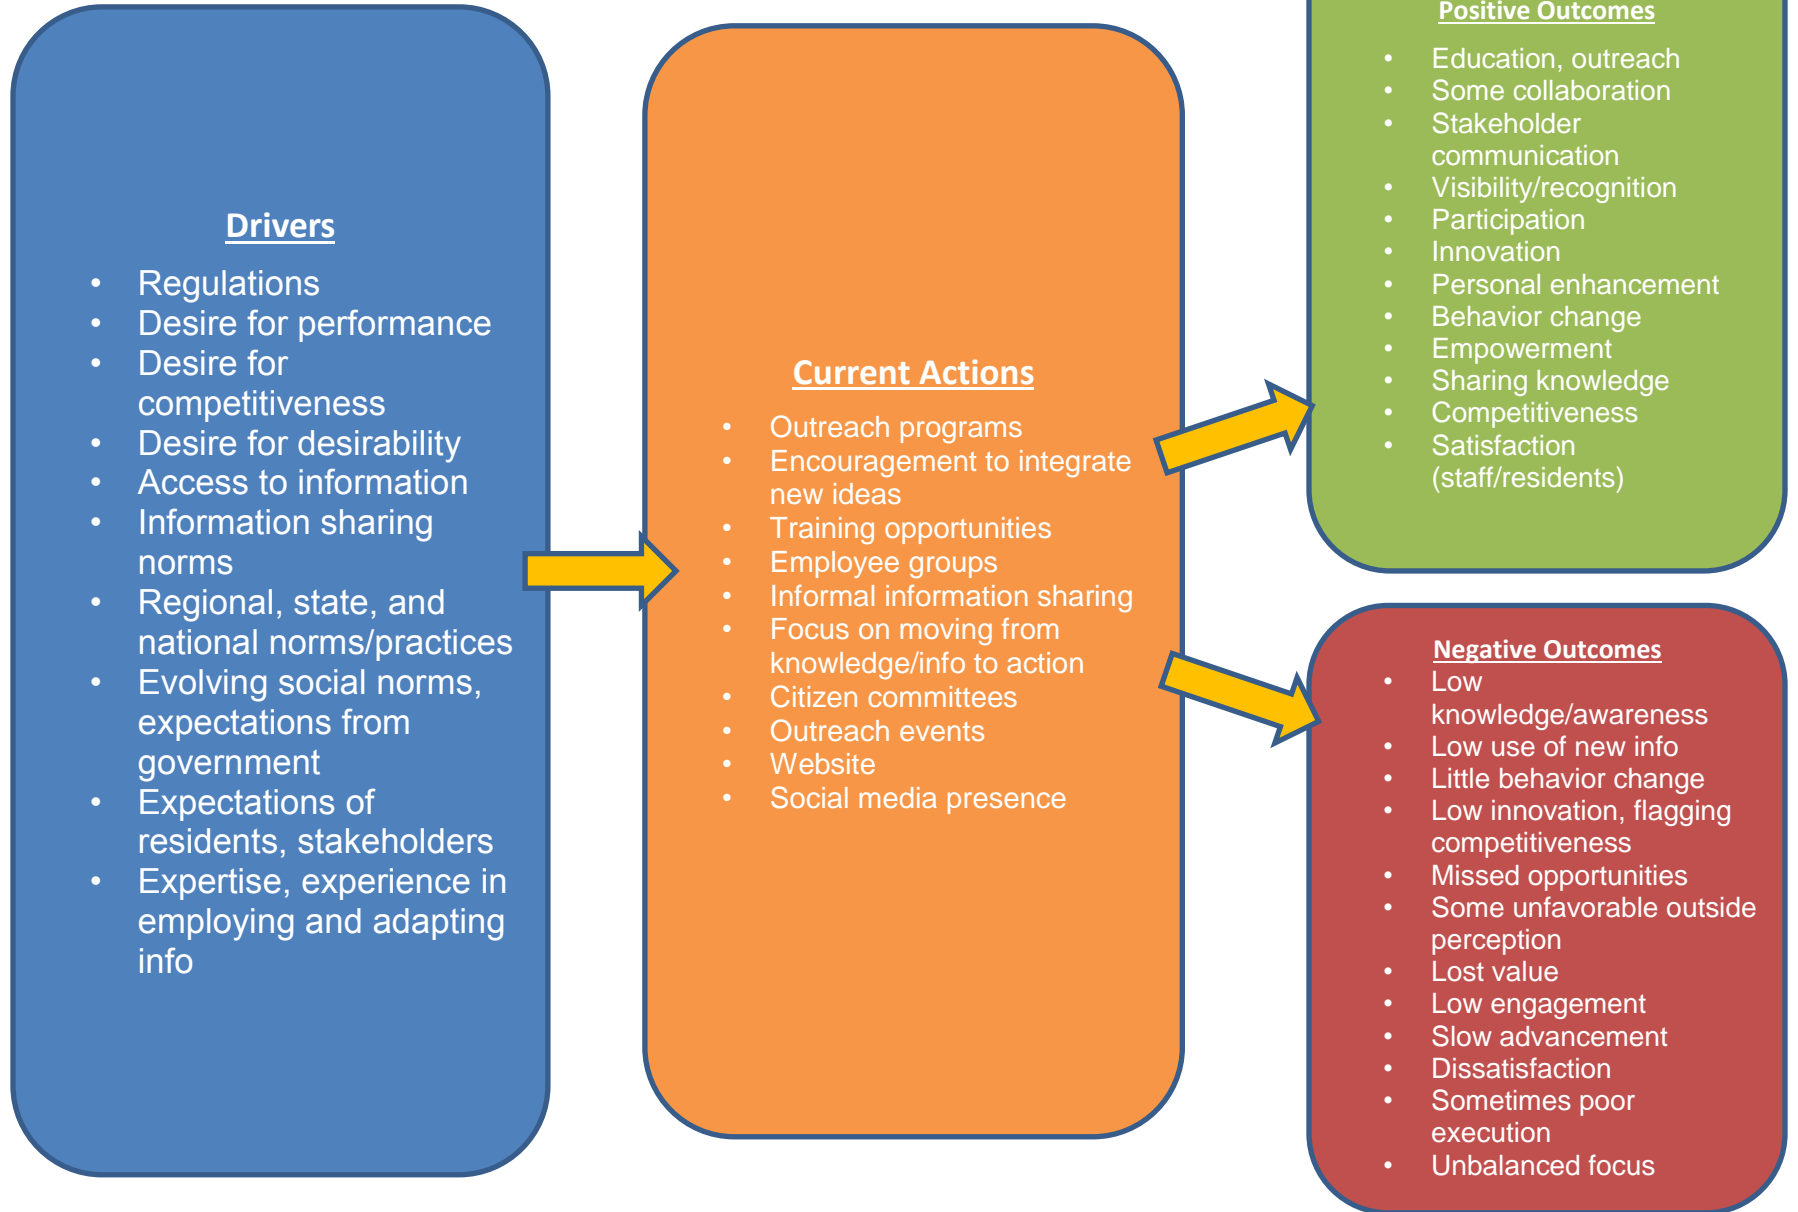 Drivers
• Regulations
• Desire for performance
• Desire for
competitiveness
• Desire for desirability
• Access to information
• Information sharing
norms
• Regional, state, and
national norms/practices
• Evolving social norms,
expectations from
government
• Expectations of
residents, stakeholders
• Expertise, experience in
employing and adapting
info
Current Actions
• Outreach programs
• Encouragement to integrate
new ideas
• Training opportunities
• Employee groups
• Informal information sharing
• Focus on moving from
knowledge/info to action
• Citizen committees
• Outreach events
• Website
• Social media presence
Positive Outcomes
• Education, outreach
• Some collaboration
• Stakeholder
communication
• Visibility/recognition
• Participation
• Innovation
• Personal enhancement
• Behavior change
• Empowerment
• Sharing knowledge
• Competitiveness
• Satisfaction
(staff/residents)
Negative Outcomes
• Low
knowledge/awareness
• Low use of new info
• Little behavior change
• Low innovation, flagging
competitiveness
• Missed opportunities
• Some unfavorable outside
perception
• Lost value
• Low engagement
• Slow advancement
• Dissatisfaction
• Sometimes poor
execution
• Unbalanced focus